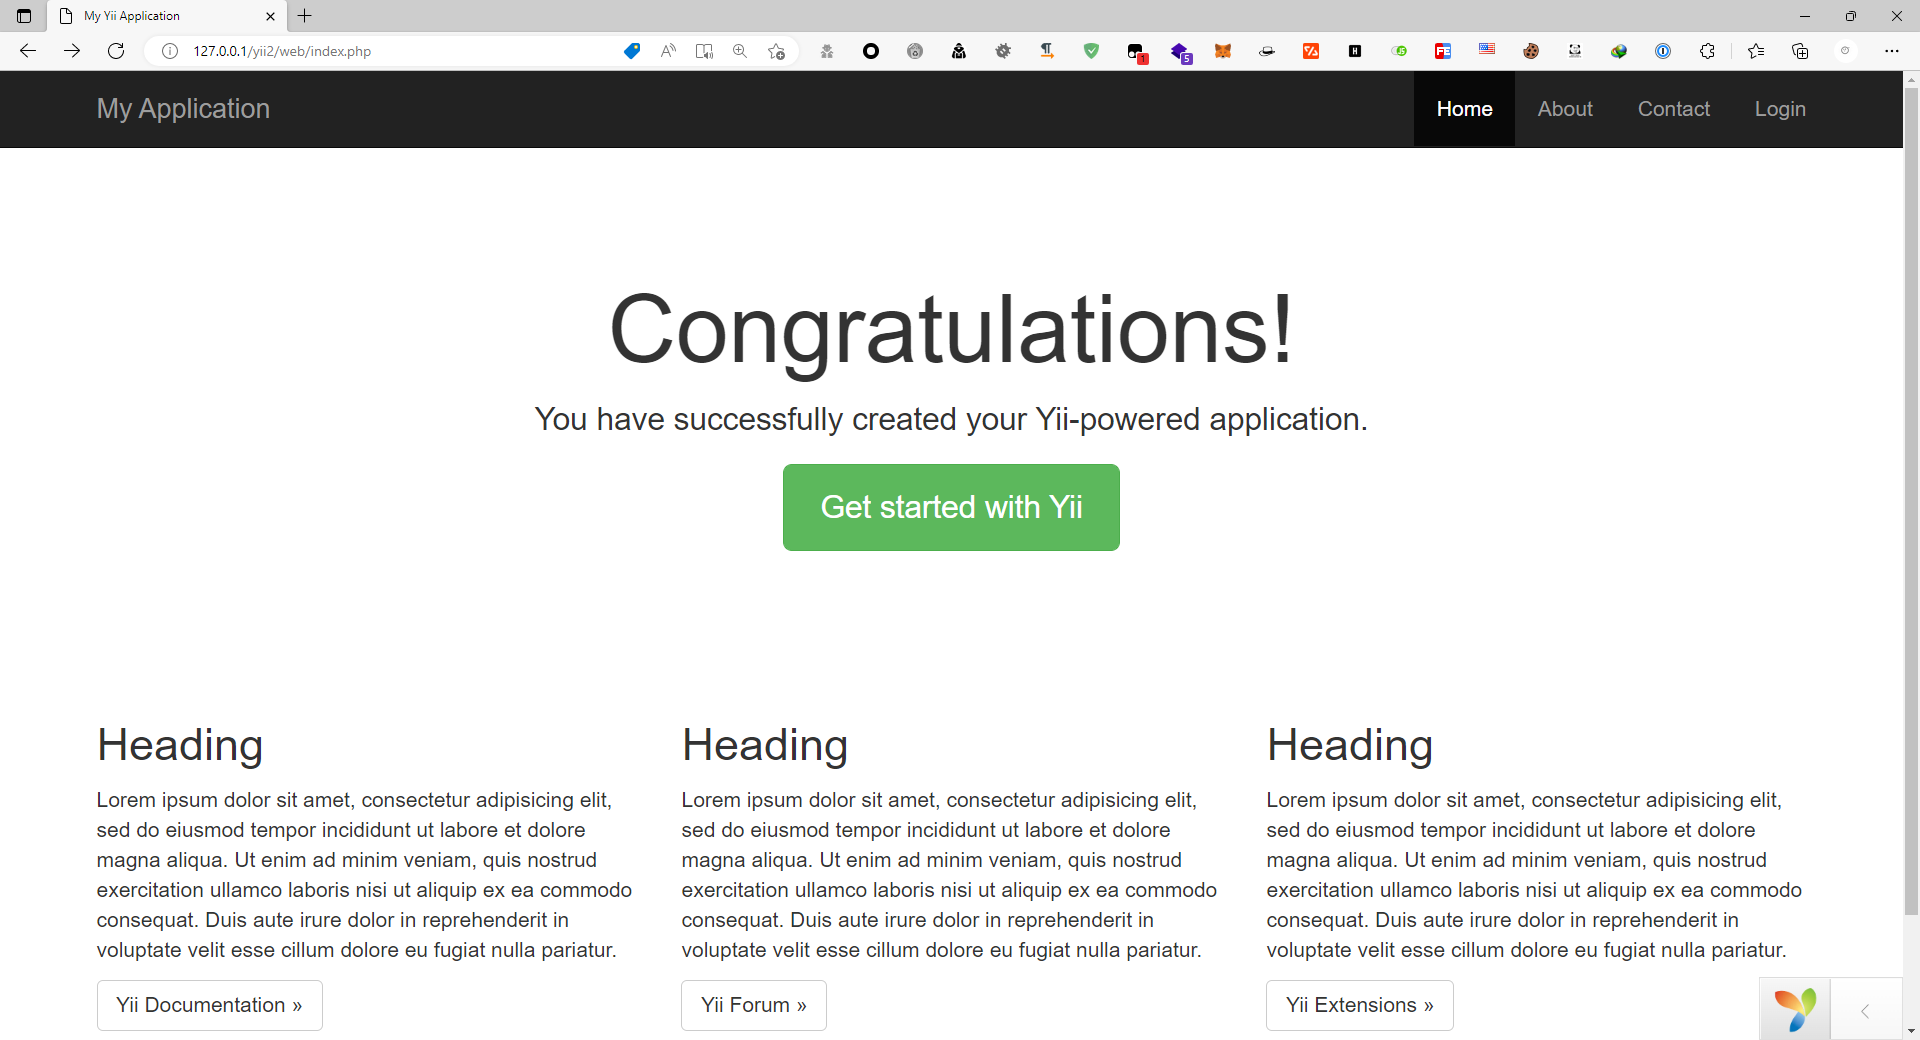 My Yii Application
127.0.0.1/yii2/web/index.php
1
5
My Application
Home
About
Contact
Login
Congratulations!
You have successfully created your Yii-powered application.
Get started with Yii
Heading
Lorem ipsum dolor sit amet, consectetur adipisicing elit,
sed do eiusmod tempor incididunt ut labore et dolore
magna aliqua. Ut enim ad minim veniam, quis nostrud
exercitation ullamco laboris nisi ut aliquip ex ea commodo
consequat. Duis aute irure dolor in reprehenderit in
voluptate velit esse cillum dolore eu fugiat nulla pariatur.
Yii Documentation »
Heading
Lorem ipsum dolor sit amet, consectetur adipisicing elit,
sed do eiusmod tempor incididunt ut labore et dolore
magna aliqua. Ut enim ad minim veniam, quis nostrud
exercitation ullamco laboris nisi ut aliquip ex ea commodo
consequat. Duis aute irure dolor in reprehenderit in
voluptate velit esse cillum dolore eu fugiat nulla pariatur.
Yii Forum »
Heading
Lorem ipsum dolor sit amet, consectetur adipisicing elit,
sed do eiusmod tempor incididunt ut labore et dolore
magna aliqua. Ut enim ad minim veniam, quis nostrud
exercitation ullamco laboris nisi ut aliquip ex ea commodo
consequat. Duis aute irure dolor in reprehenderit in
voluptate velit esse cillum dolore eu fugiat nulla pariatur.
Yii Extensions »